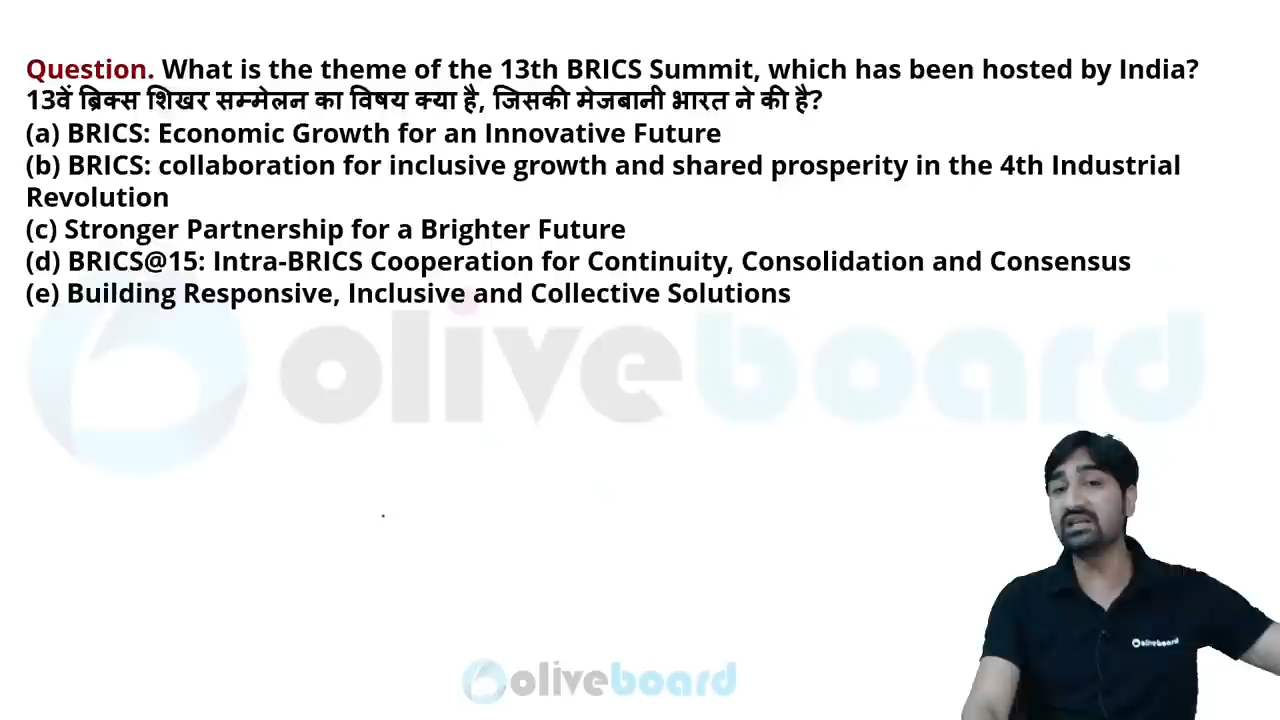 Question. What is the theme of the 13th BRICS Summit, which has been hosted by India?
13वें ब्रिक्स शिखर सम्मेलन का विषय क्या है, जिसकी मेजबानी भारत ने की है?
(a) BRICS: Economic Growth for an Innovative Future
(b) BRICS: collaboration for inclusive growth and shared prosperity in the 4th Industrial
Revolution
(c) Stronger Partnership for a Brighter Future
(d) BRICS@15: Intra-BRICS Cooperation for Continuity, Consolidation and Consensus
(e) Building Responsive, Inclusive and Collective Solutions
oliveboard
oliveboard
oliveboard